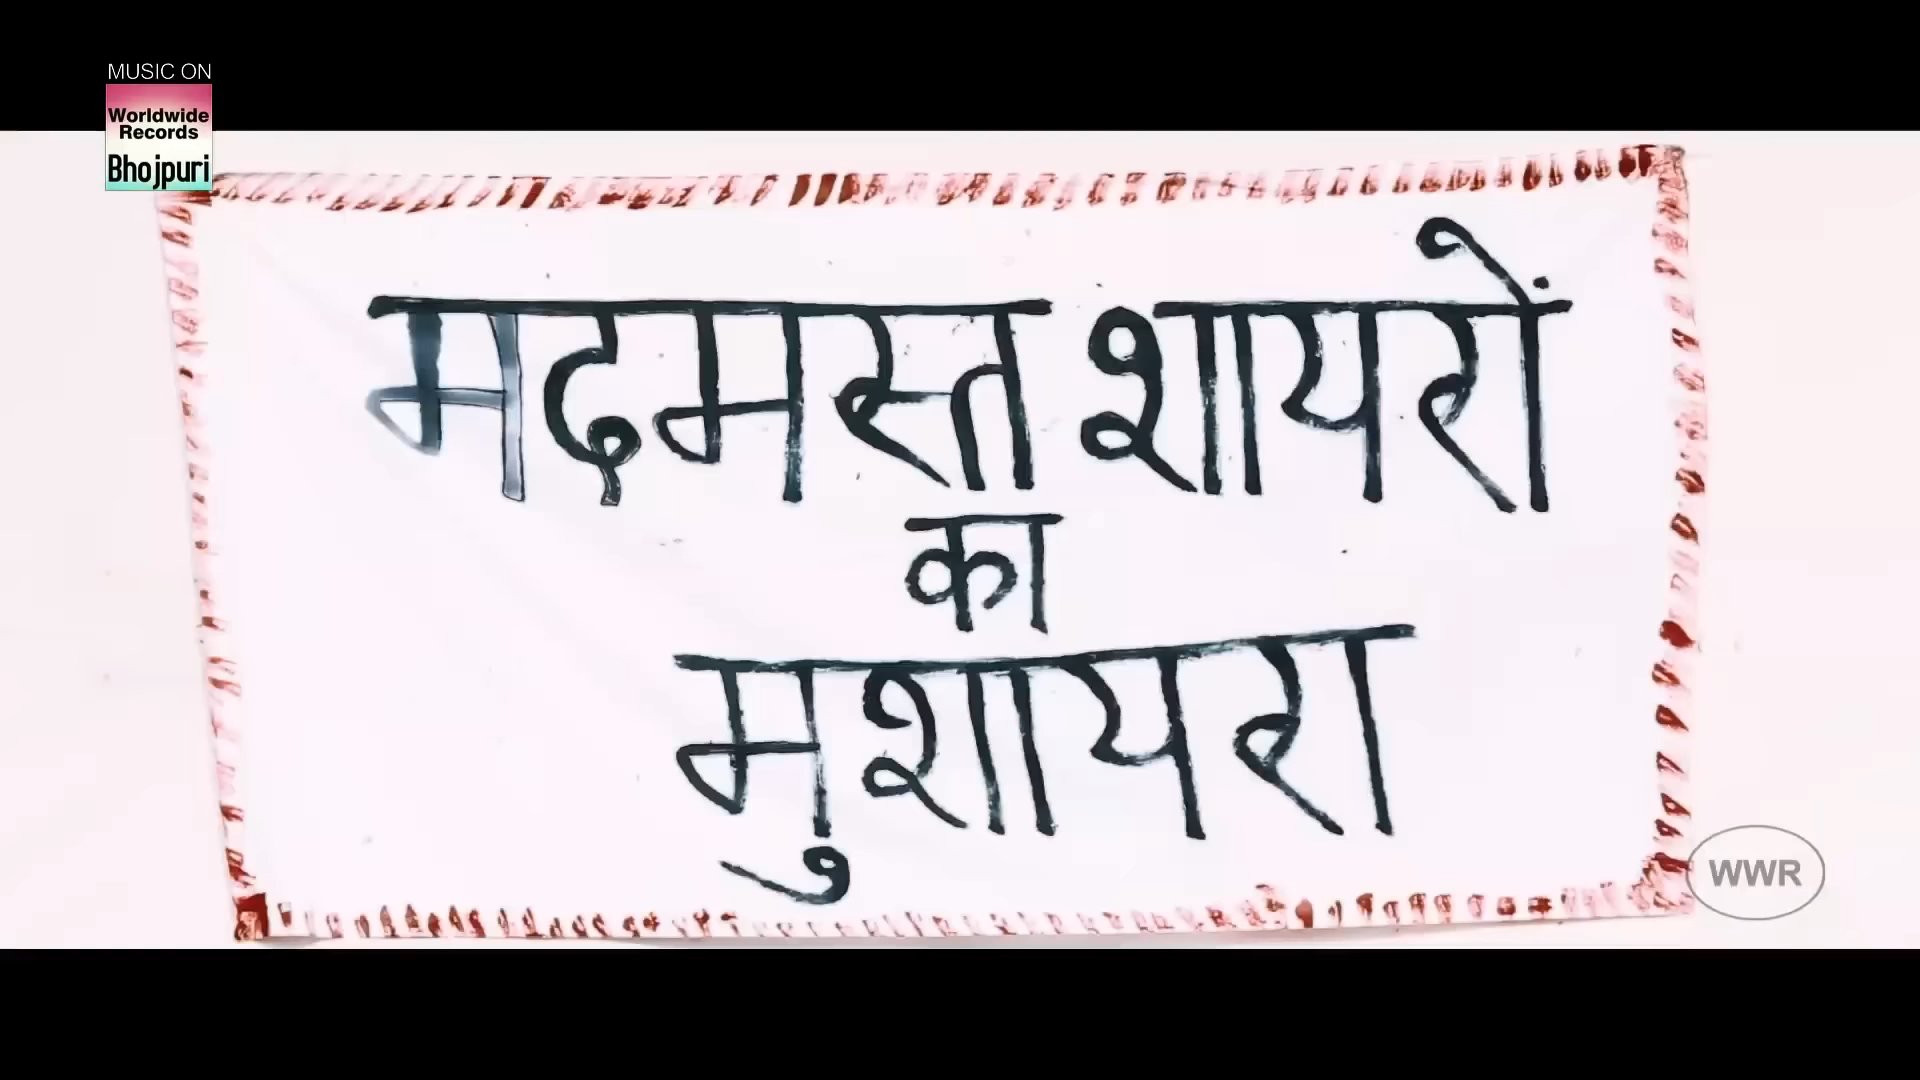 MUSIC ON
Worldwide
Records
Bhojpuri
मदमस्त शायरों
का
मुशायरा
WWR